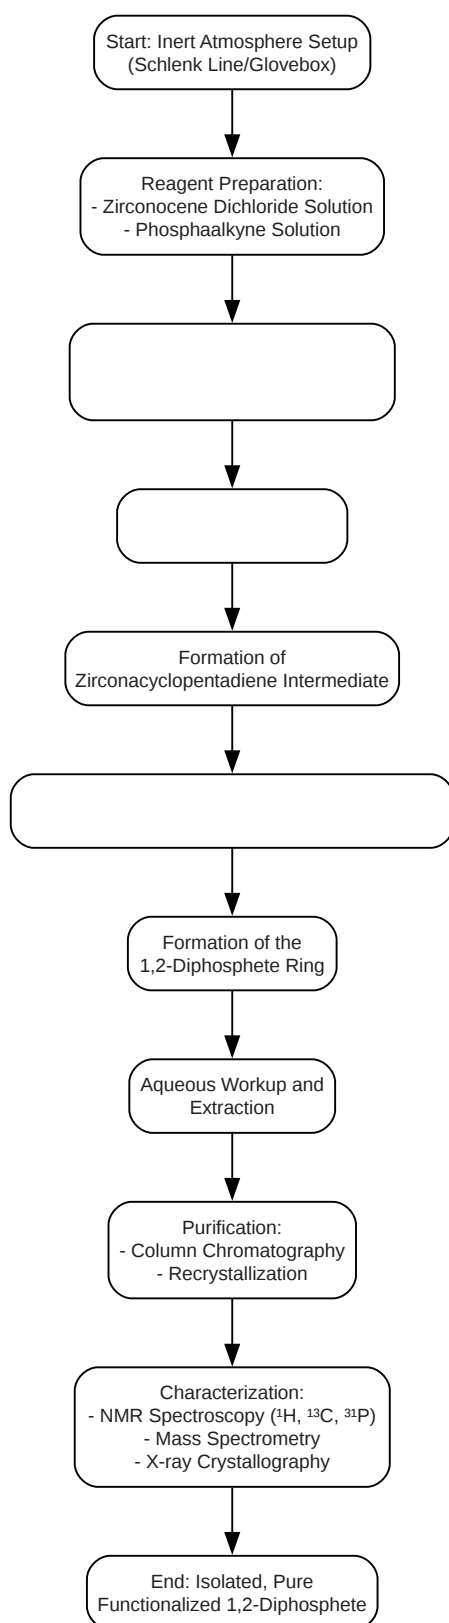 Start: Inert Atmosphere Setup
(Schlenk Line/Glovebox)
Reagent Preparation:
- Zirconocene Dichloride Solution
- Phosphaalkyne Solution
Formation of
Zirconacyclopentadiene Intermediate
Formation of the
1,2-Diphosphete Ring
Aqueous Workup and
Extraction
Purification:
- Column Chromatography
- Recrystallization
Characterization:
- NMR Spectroscopy (¹H, ¹³C, ³¹P)
- Mass Spectrometry
- X-ray Crystallography
End: Isolated, Pure
Functionalized 1,2-Diphosphete